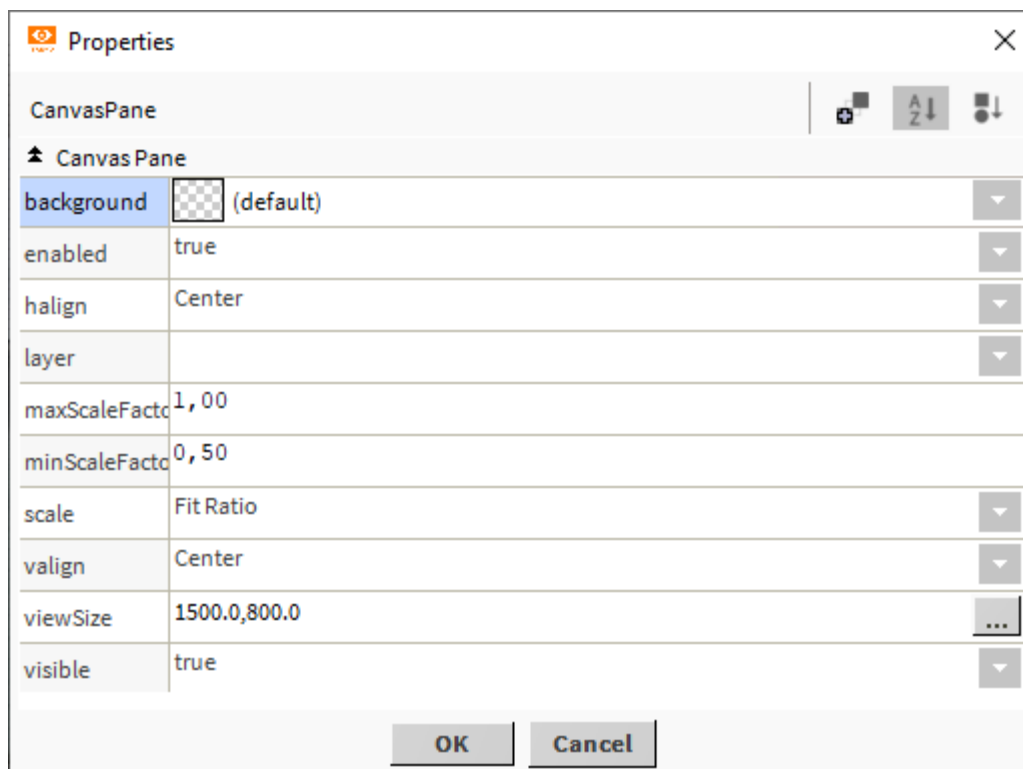 Properties
CanvasPane
Canvas Pane
background (default)
enabled true
halign Center
layer
maxScaleFacto 1,00
minScaleFacto 0,50
scale Fit Ratio
valign Center
viewSize 1500.0,800.0 ...
visible true
OK Cancel